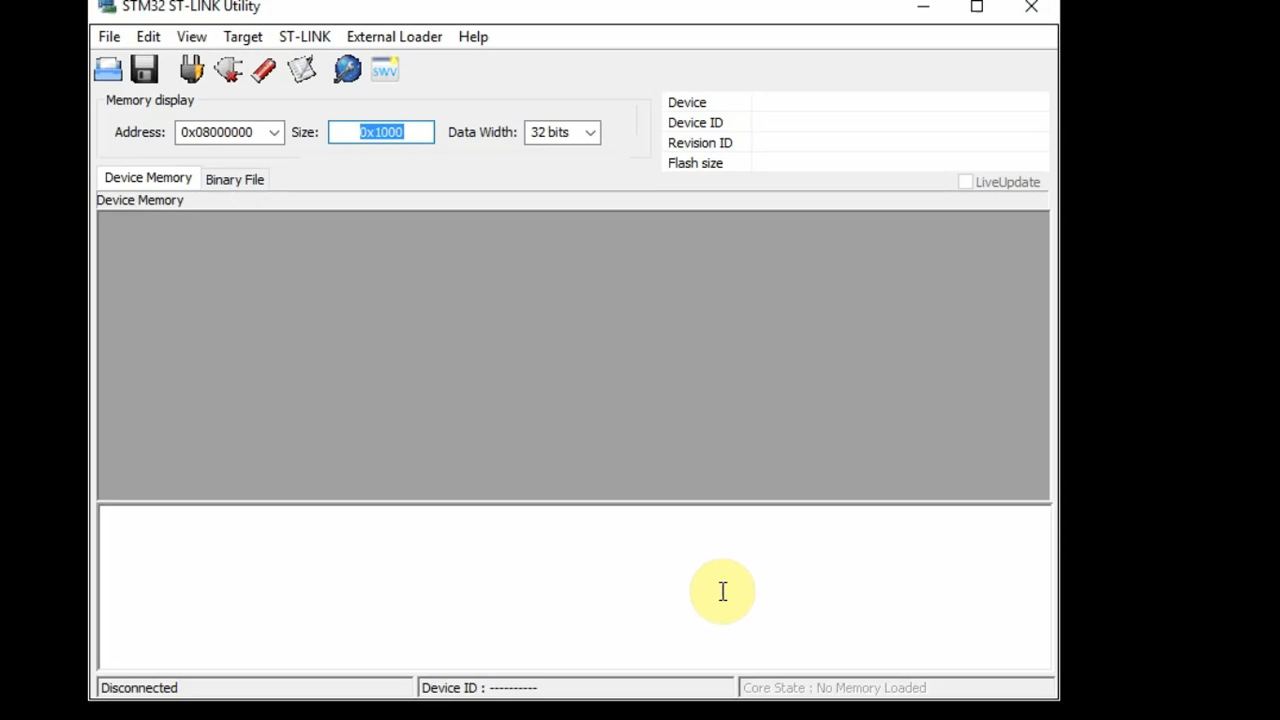 STM32 ST-LINK Utility
File Edit View Target ST-LINK External Loader Help
SWV
Memory display
Address: 0x08000000 Size: 0x1000 Data Width: 32 bits
Device
Device ID
Revision ID
Flash size
Device Memory Binary File
LiveUpdate
Device Memory
Disconnected Device ID : ---------- Core State : No Memory Loaded